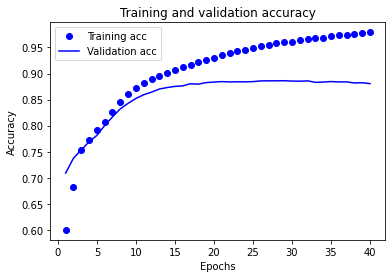 Training and validation accuracy
Training acc
Validation acc
Accuracy
0.95
0.90
0.85
0.80
0.75
0.70
0.65
0.60
0 5 10 15 20 25 30 35 40
Epochs